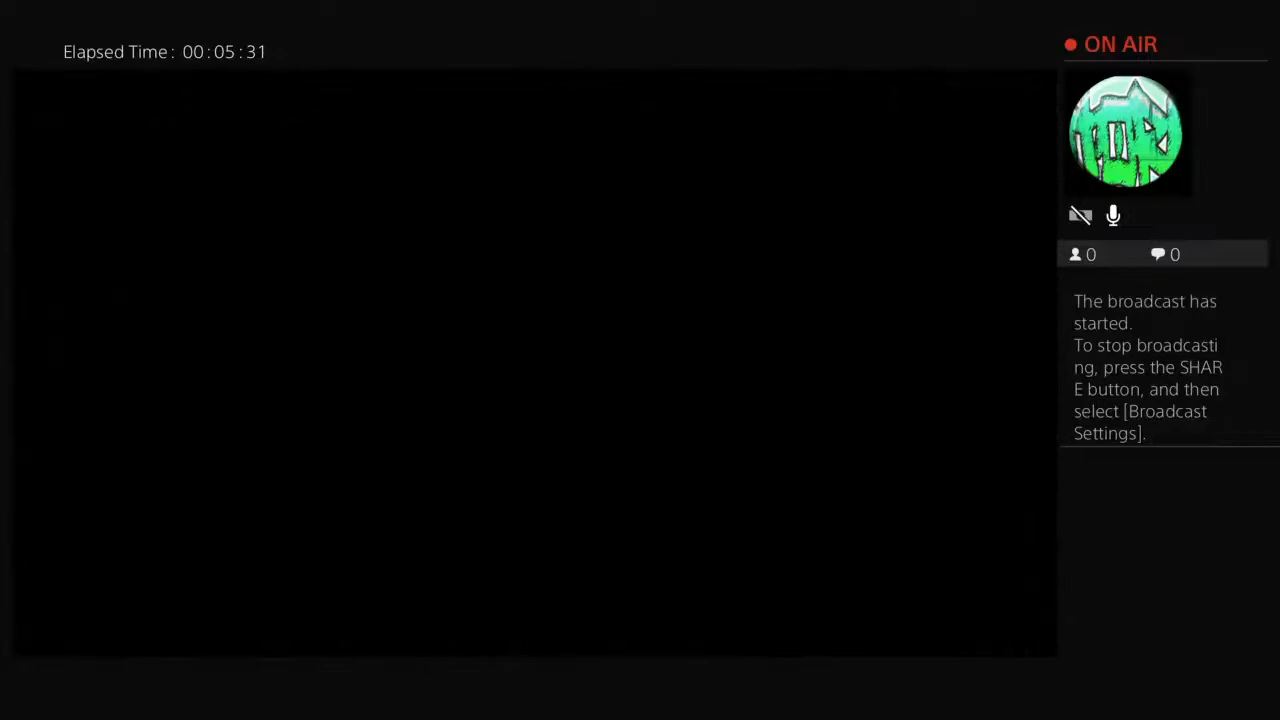 Elapsed Time: 00:05:31
ON AIR
0
0
The broadcast has
started.
To stop broadcasti
ng, press the SHAR
E button, and then
select [Broadcast
Settings].